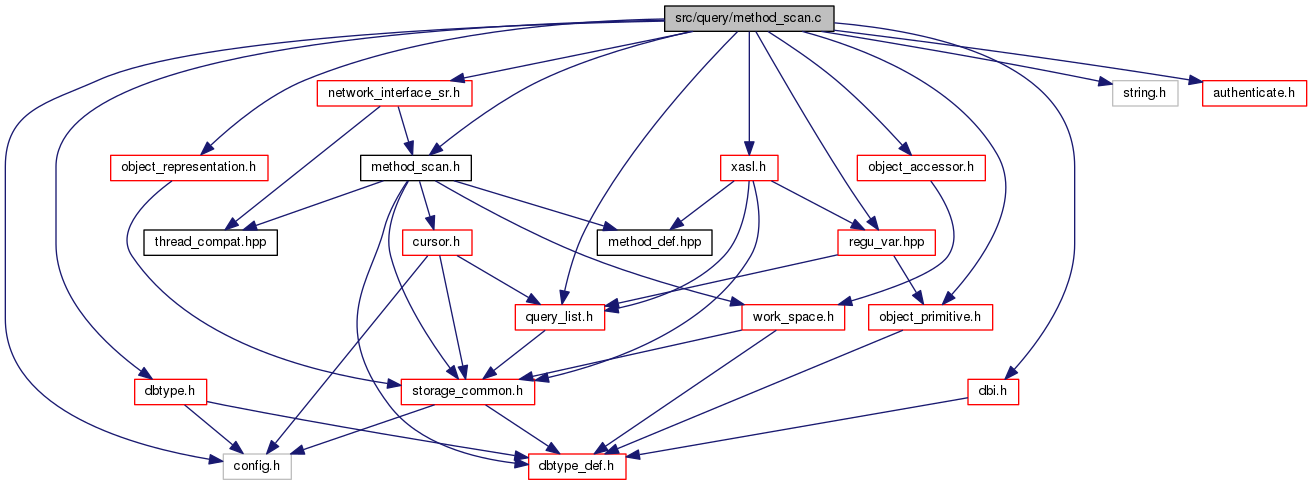 src/query/method_scan.c
network_interface_sr.h
string.h
authenticate.h
object_representation.h
method_scan.h
xasl.h
object_accessor.h
thread_compat.hpp
cursor.h
method_def.hpp
regu_var.hpp
query_list.h
work_space.h
object_primitive.h
dbtype.h
storage_common.h
dbi.h
config.h
dbtype_def.h